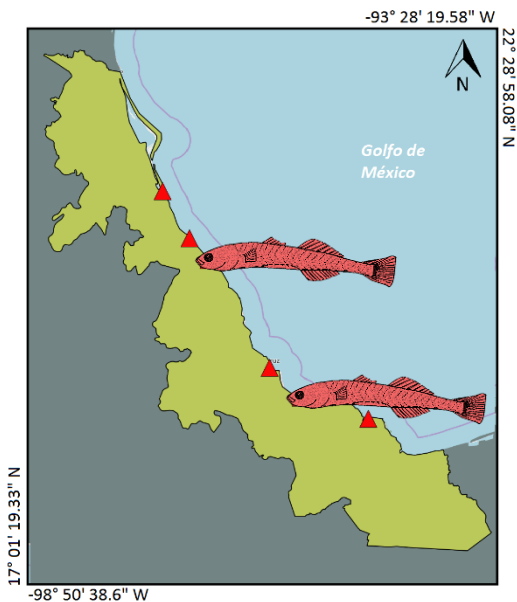 -93° 28' 19.58" W
22° 28' 58.08" N
N
Golfo de
México
17° 01' 19.33" N
-98° 50' 38.6" W